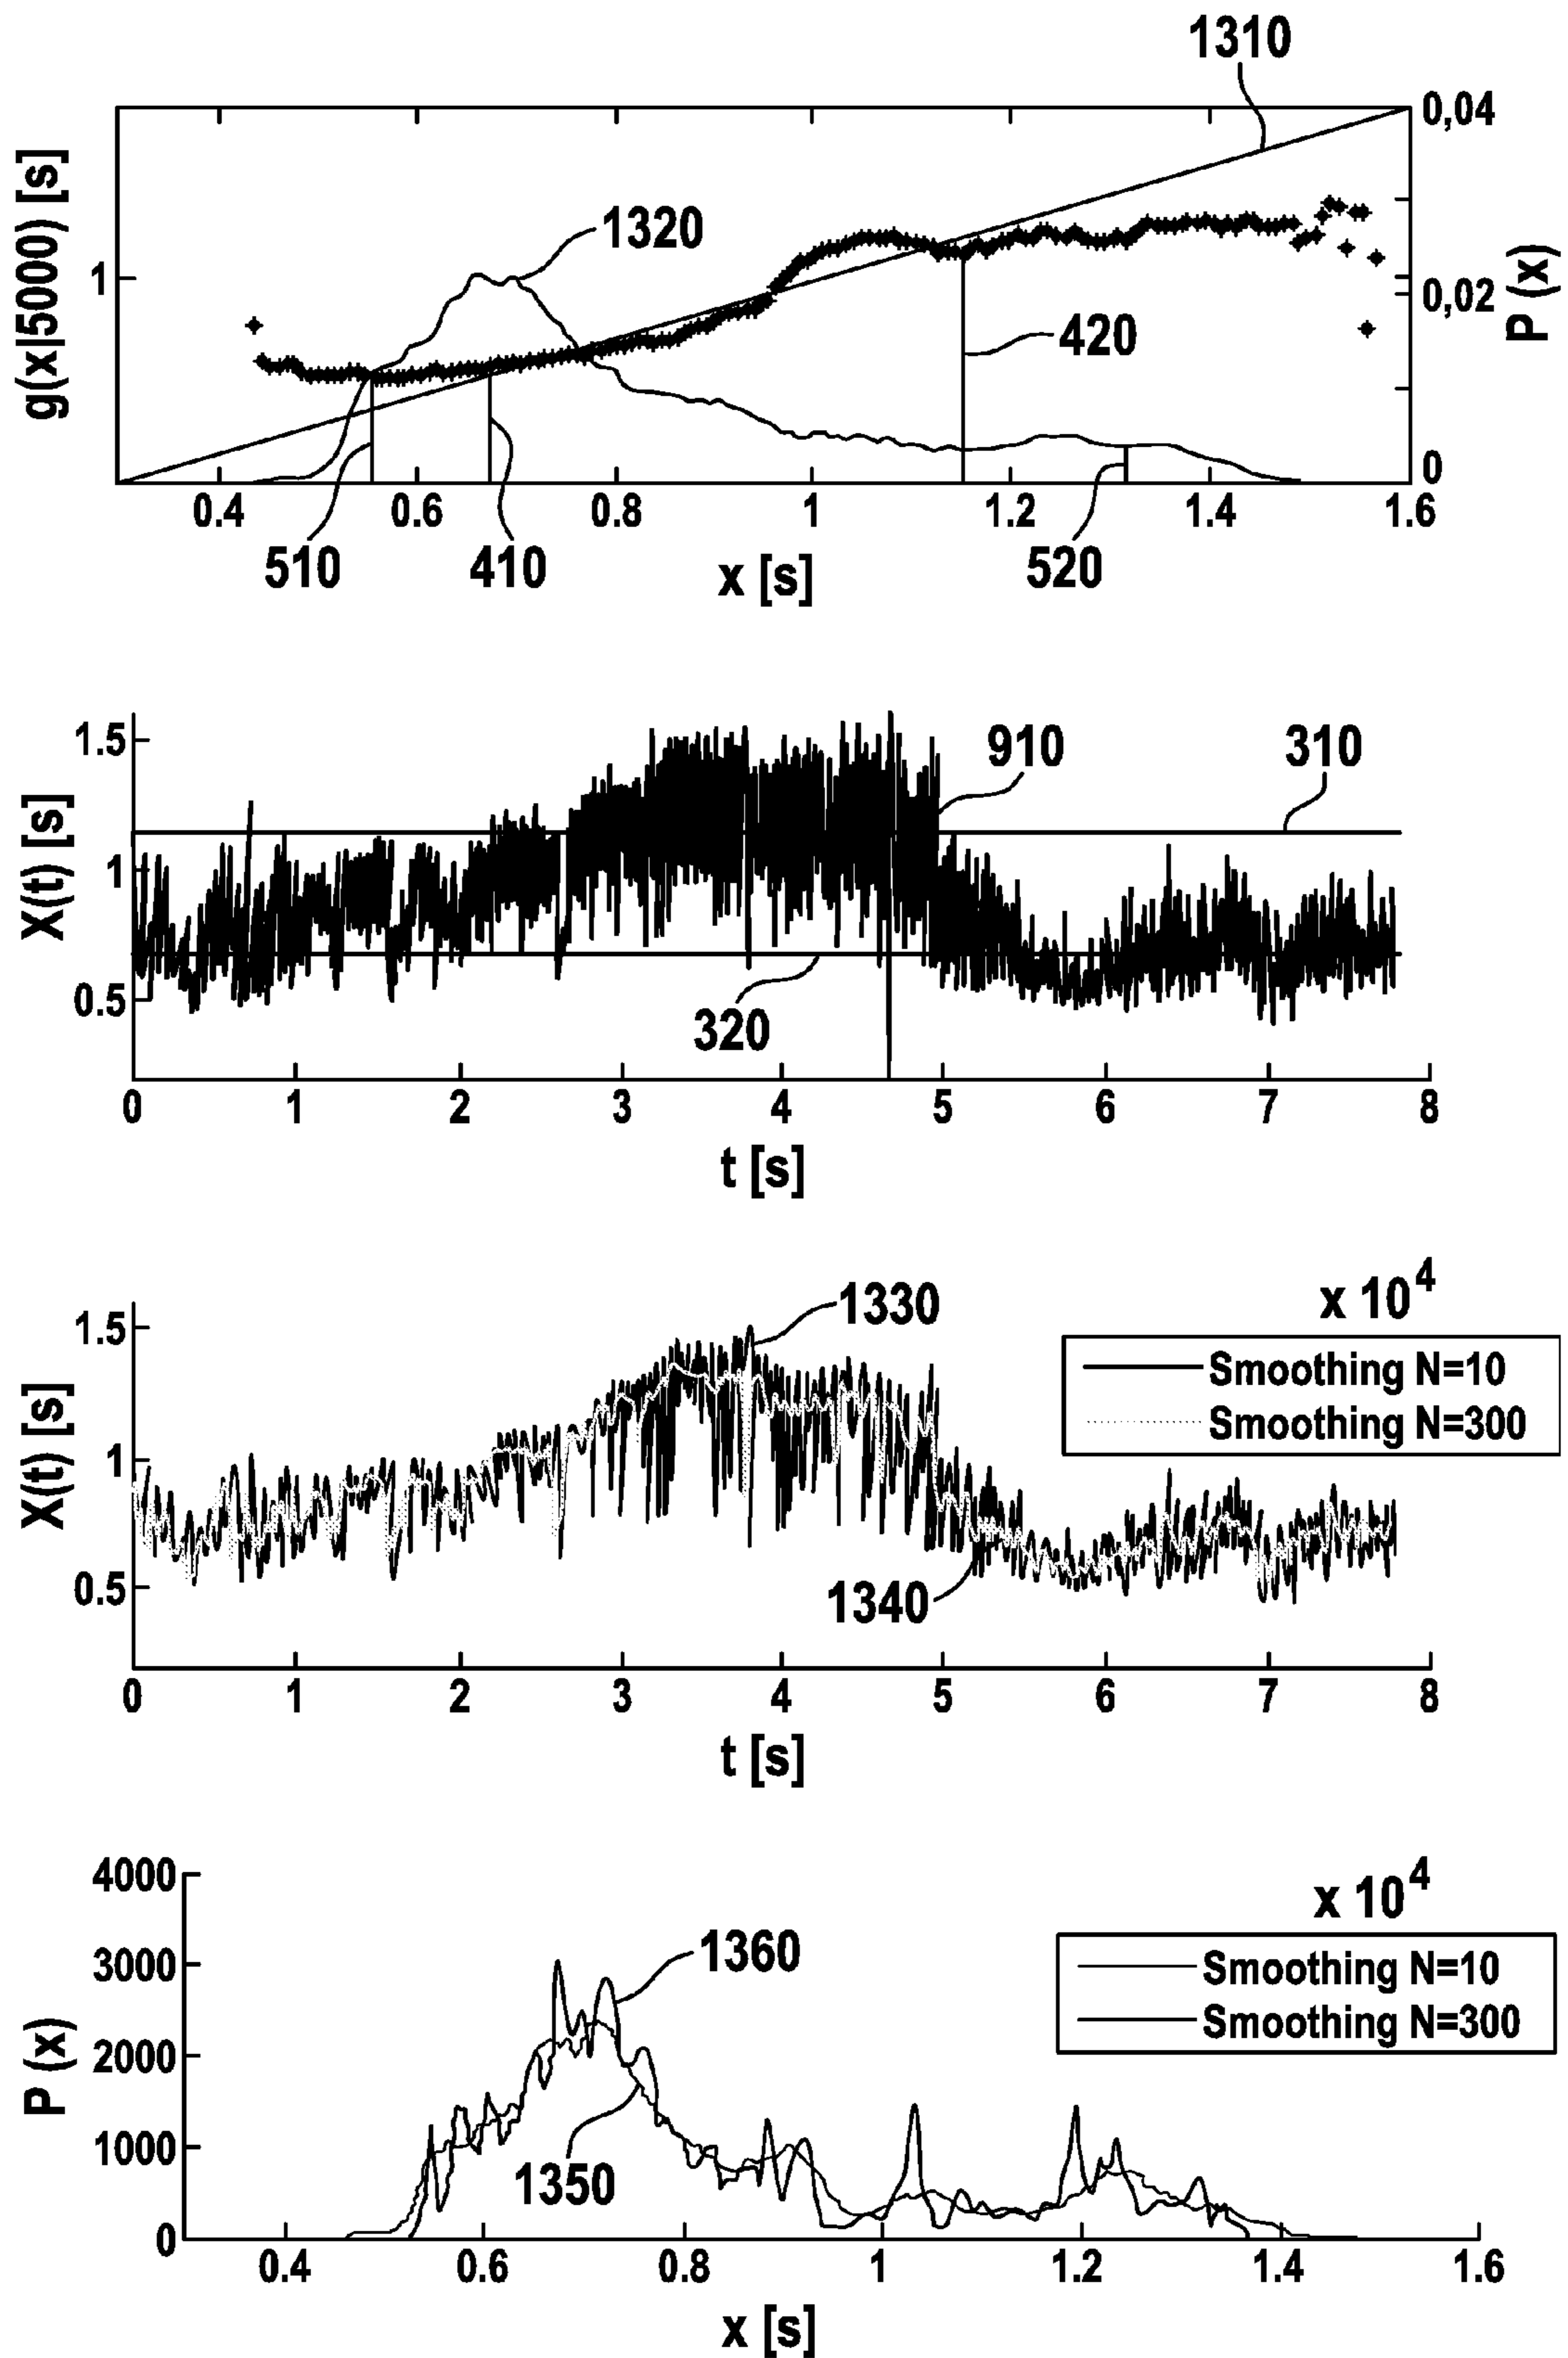 1310
g(x|5000) [s]
1
1320
420
0,04
0,02
0
P (x)
0.4 0.6 0.8 1 1.2 1.4 1.6
510 410 520
x [s]
X(t) [s]
1.5
1
0.5
910 310
320
0 1 2 3 4 5 6 7 8
t [s]
X(t) [s]
1.5
1
0.5
1330
x 10^4
Smoothing N=10
Smoothing N=300
1340
0 1 2 3 4 5 6 7 8
t [s]
P (x)
4000
3000
2000
1000
0
1360
x 10^4
Smoothing N=10
Smoothing N=300
1350
0.4 0.6 0.8 1 1.2 1.4 1.6
x [s]